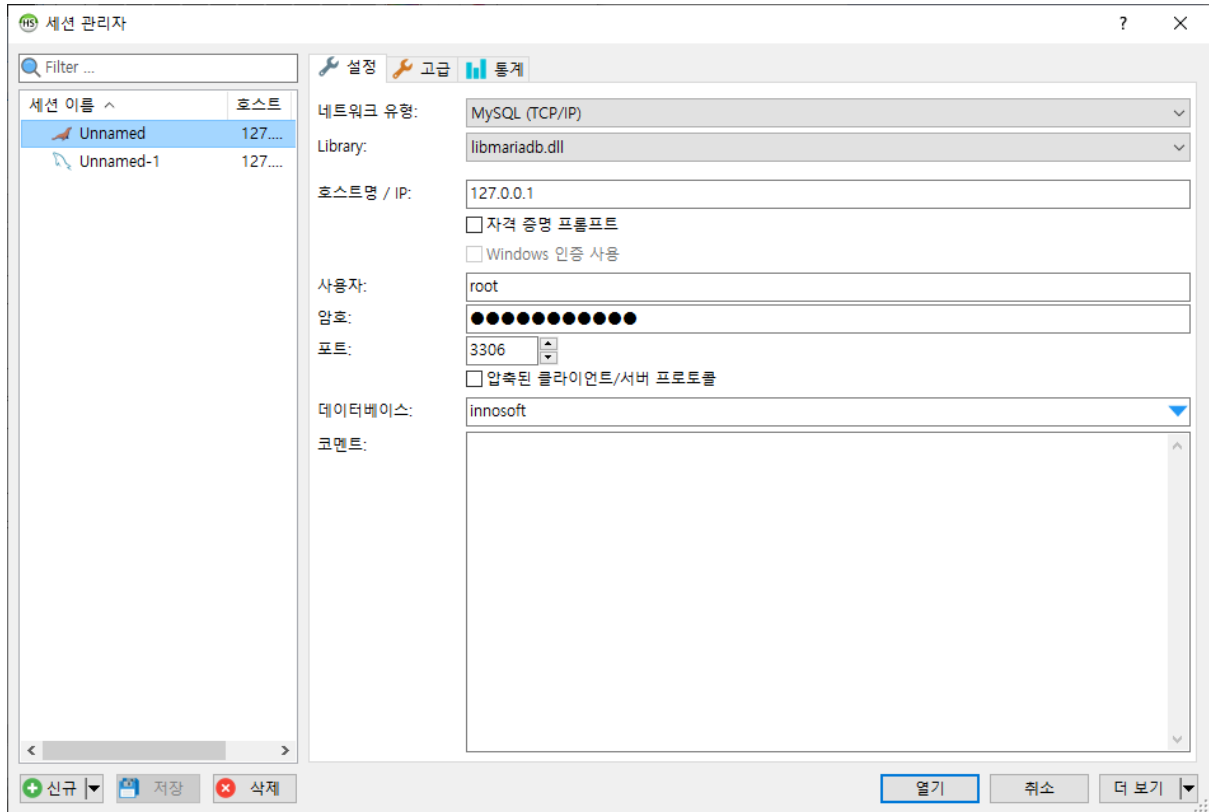 HS 세션 관리자 ?
Filter ...
세션 이름 호스트
Unnamed 127....
Unnamed-1 127....
설정 고급 통계
네트워크 유형: MySQL (TCP/IP)
Library: libmariadb.dll
호스트명 / IP: 127.0.0.1
자격 증명 프롬프트
Windows 인증 사용
사용자: root
암호: ●●●●●●●●●●●
포트: 3306
압축된 클라이언트/서버 프로토콜
데이터베이스: innosoft
코멘트:
신규 저장 삭제 열기 취소 더 보기